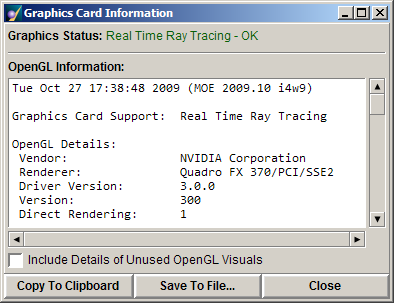 Graphics Card Information
Graphics Status: Real Time Ray Tracing - OK
OpenGL Information:
Tue Oct 27 17:38:48 2009 (MOE 2009.10 i4w9)
Graphics Card Support: Real Time Ray Tracing
OpenGL Details:
Vendor: NVIDIA Corporation
Renderer: Quadro FX 370/PCI/SSE2
Driver Version: 3.0.0
Version: 300
Direct Rendering: 1
Include Details of Unused OpenGL Visuals
Copy To Clipboard Save To File... Close